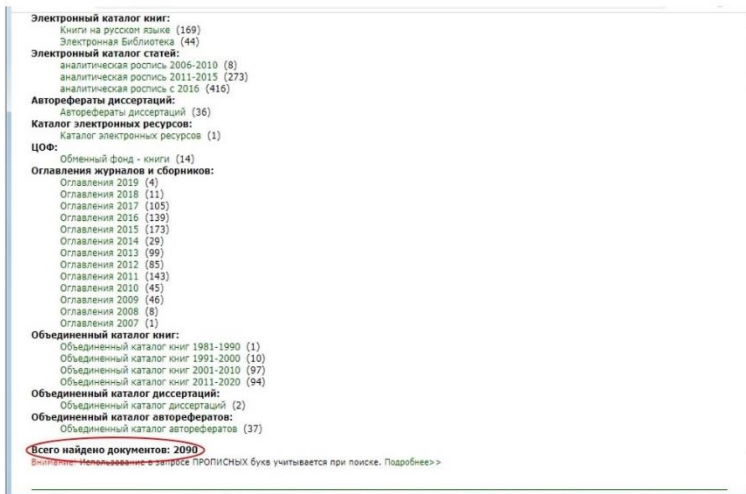 Электронный каталог книг:
Книги на русском языке (169)
Электронная Библиотека (44)
Электронный каталог статей:
аналитическая роспись 2006-2010 (8)
аналитическая роспись 2011-2015 (273)
аналитическая роспись с 2016 (416)
Авторефераты диссертаций:
Авторефераты диссертаций (36)
Каталог электронных ресурсов:
Каталог электронных ресурсов (1)
ЦОФ:
Обменный фонд - книги (14)
Оглавления журналов и сборников:
Оглавления 2019 (4)
Оглавления 2018 (11)
Оглавления 2017 (105)
Оглавления 2016 (139)
Оглавления 2015 (173)
Оглавления 2014 (29)
Оглавления 2013 (99)
Оглавления 2012 (85)
Оглавления 2011 (143)
Оглавления 2010 (45)
Оглавления 2009 (46)
Оглавления 2008 (8)
Оглавления 2007 (1)
Объединенный каталог книг:
Объединенный каталог книг 1981-1990 (1)
Объединенный каталог книг 1991-2000 (10)
Объединенный каталог книг 2001-2010 (97)
Объединенный каталог книг 2011-2020 (94)
Объединенный каталог диссертаций:
Объединенный каталог диссертаций (2)
Объединенный каталог авторефератов:
Объединенный каталог авторефератов (37)
Всего найдено документов: 2090
Внимание! Использование в запросе ПРОПИСНЫХ букв учитывается при поиске. Подробнее>>